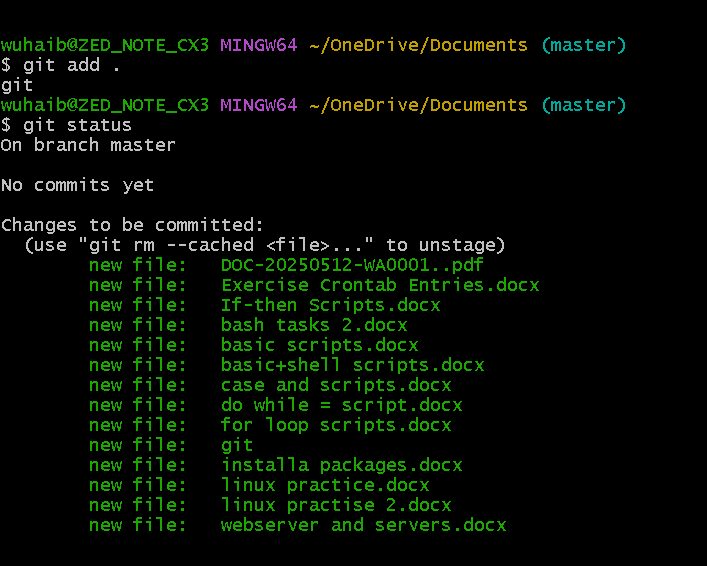 wuhaib@ZED_NOTE_CX3 MINGW64 ~/OneDrive/Documents (master)
$ git add .
git
wuhaib@ZED_NOTE_CX3 MINGW64 ~/OneDrive/Documents (master)
$ git status
On branch master
No commits yet
Changes to be committed:
  (use "git rm --cached <file>..." to unstage)
        new file:   DOC-20250512-WA0001..pdf
        new file:   Exercise Crontab Entries.docx
        new file:   If-then Scripts.docx
        new file:   bash tasks 2.docx
        new file:   basic scripts.docx
        new file:   basic+shell scripts.docx
        new file:   case and scripts.docx
        new file:   do while = script.docx
        new file:   for loop scripts.docx
        new file:   git
        new file:   installa packages.docx
        new file:   linux practice.docx
        new file:   linux practise 2.docx
        new file:   webserver and servers.docx